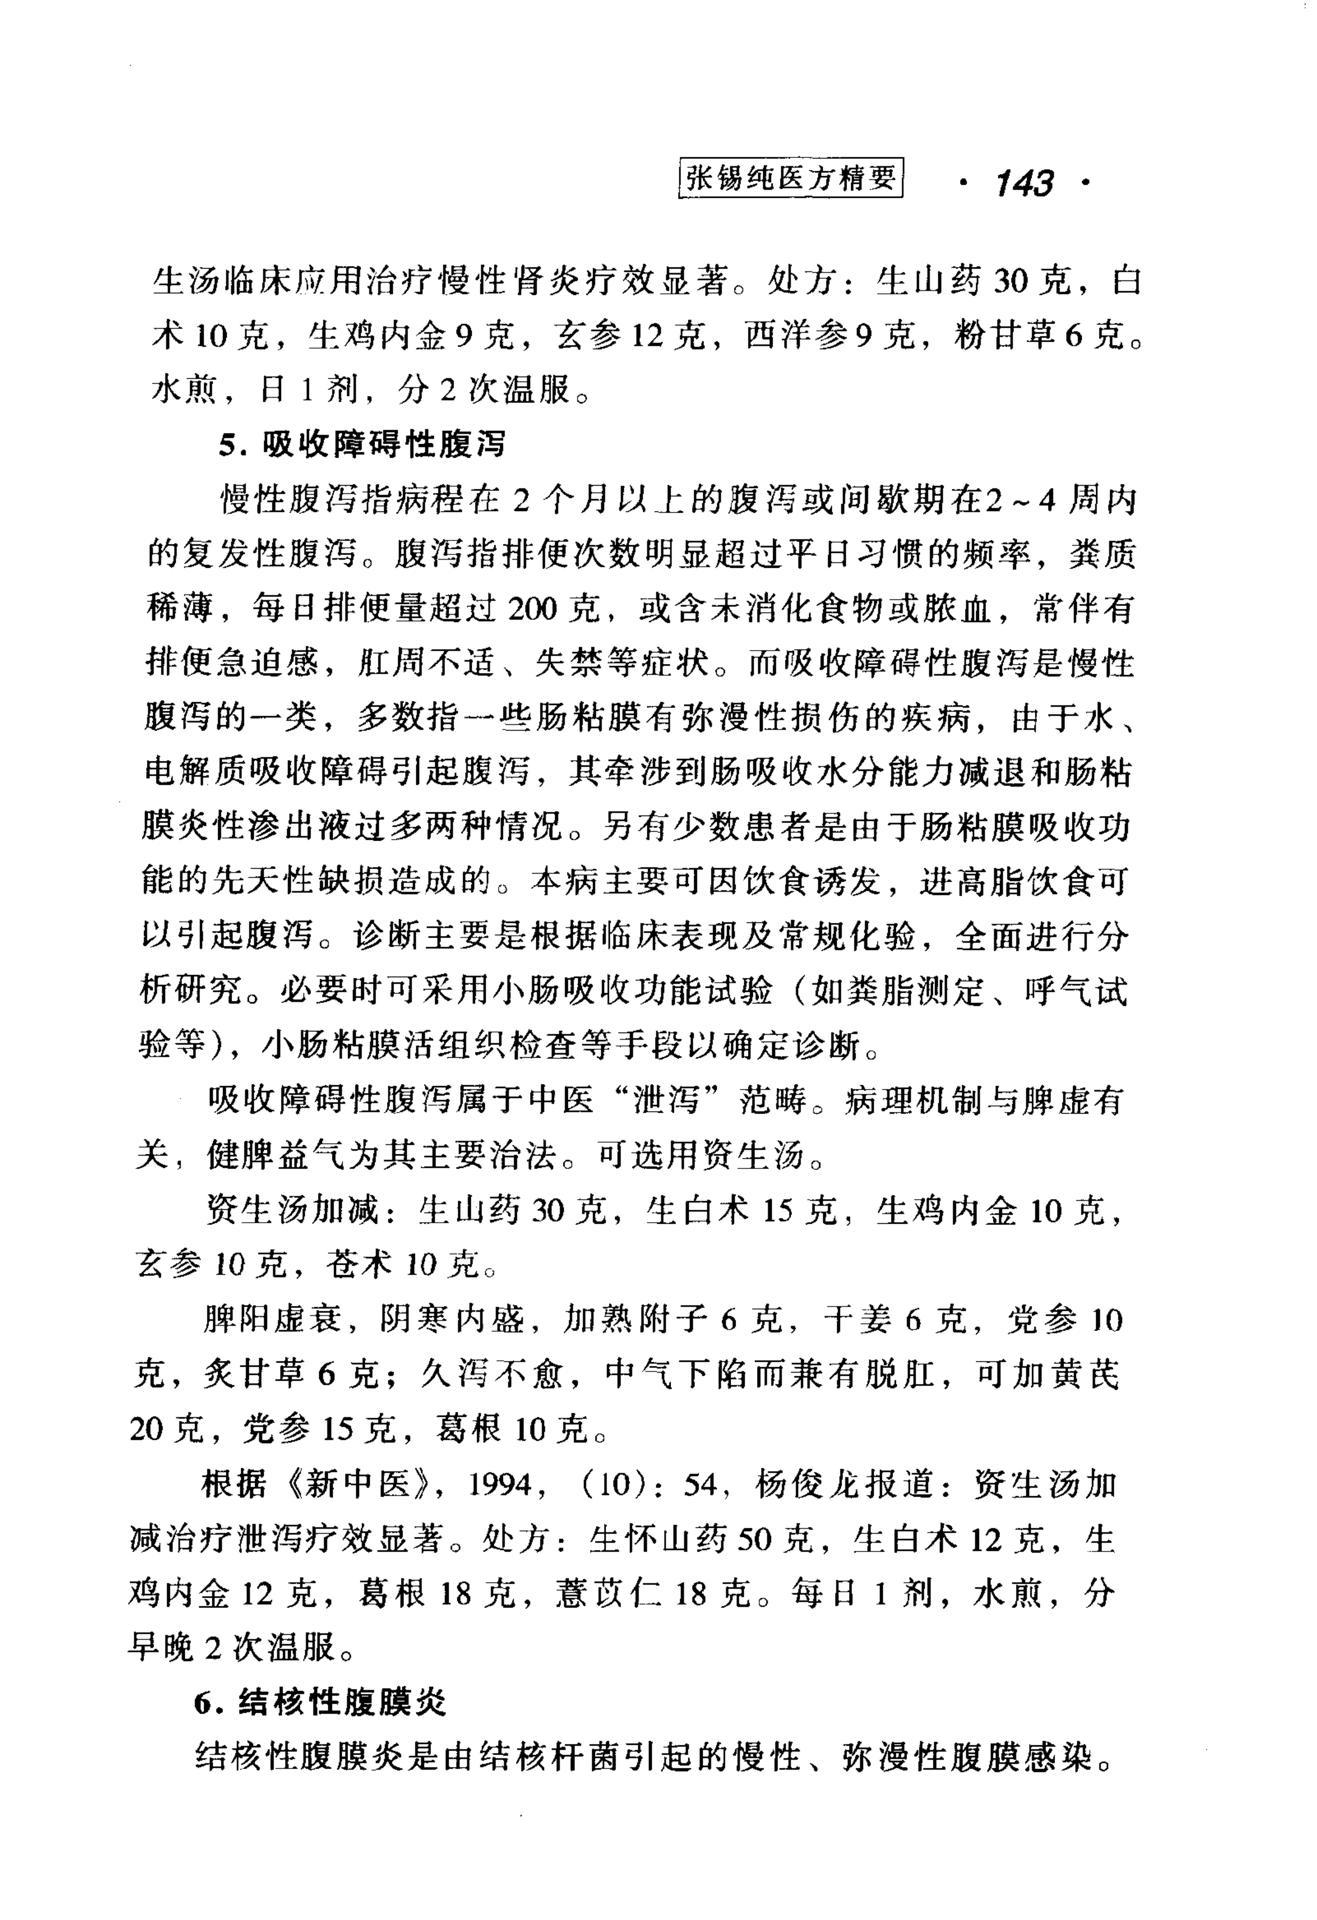 张锡纯医方精要 · 143 ·
生汤临床应用治疗慢性肾炎疗效显著。处方：生山药 30 克，白
术 10 克，生鸡内金 9 克，玄参 12 克，西洋参 9 克，粉甘草 6 克。
水煎，日 1 剂，分 2 次温服。
5. 吸收障碍性腹泻
慢性腹泻指病程在 2 个月以上的腹泻或间歇期在2～4 周内
的复发性腹泻。腹泻指排便次数明显超过平日习惯的频率，粪质
稀薄，每日排便量超过 200 克，或含未消化食物或脓血，常伴有
排便急迫感，肛周不适、失禁等症状。而吸收障碍性腹泻是慢性
腹泻的一类，多数指一些肠粘膜有弥漫性损伤的疾病，由于水、
电解质吸收障碍引起腹泻，其牵涉到肠吸收水分能力减退和肠粘
膜炎性渗出液过多两种情况。另有少数患者是由于肠粘膜吸收功
能的先天性缺损造成的。本病主要可因饮食诱发，进高脂饮食可
以引起腹泻。诊断主要是根据临床表现及常规化验，全面进行分
析研究。必要时可采用小肠吸收功能试验（如粪脂测定、呼气试
验等），小肠粘膜活组织检查等手段以确定诊断。
吸收障碍性腹泻属于中医“泄泻”范畴。病理机制与脾虚有
关，健脾益气为其主要治法。可选用资生汤。
资生汤加减：生山药 30 克，生白术 15 克，生鸡内金 10 克，
玄参 10 克，苍术 10 克。
脾阳虚衰，阴寒内盛，加熟附子 6 克，干姜 6 克，党参 10
克，炙甘草 6 克；久泻不愈，中气下陷而兼有脱肛，可加黄芪
20 克，党参 15 克，葛根 10 克。
根据《新中医》，1994，（10）：54，杨俊龙报道：资生汤加
减治疗泄泻疗效显著。处方：生怀山药 50 克，生白术 12 克，生
鸡内金 12 克，葛根 18 克，薏苡仁 18 克。每日 1 剂，水煎，分
早晚 2 次温服。
6. 结核性腹膜炎
结核性腹膜炎是由结核杆菌引起的慢性、弥漫性腹膜感染。